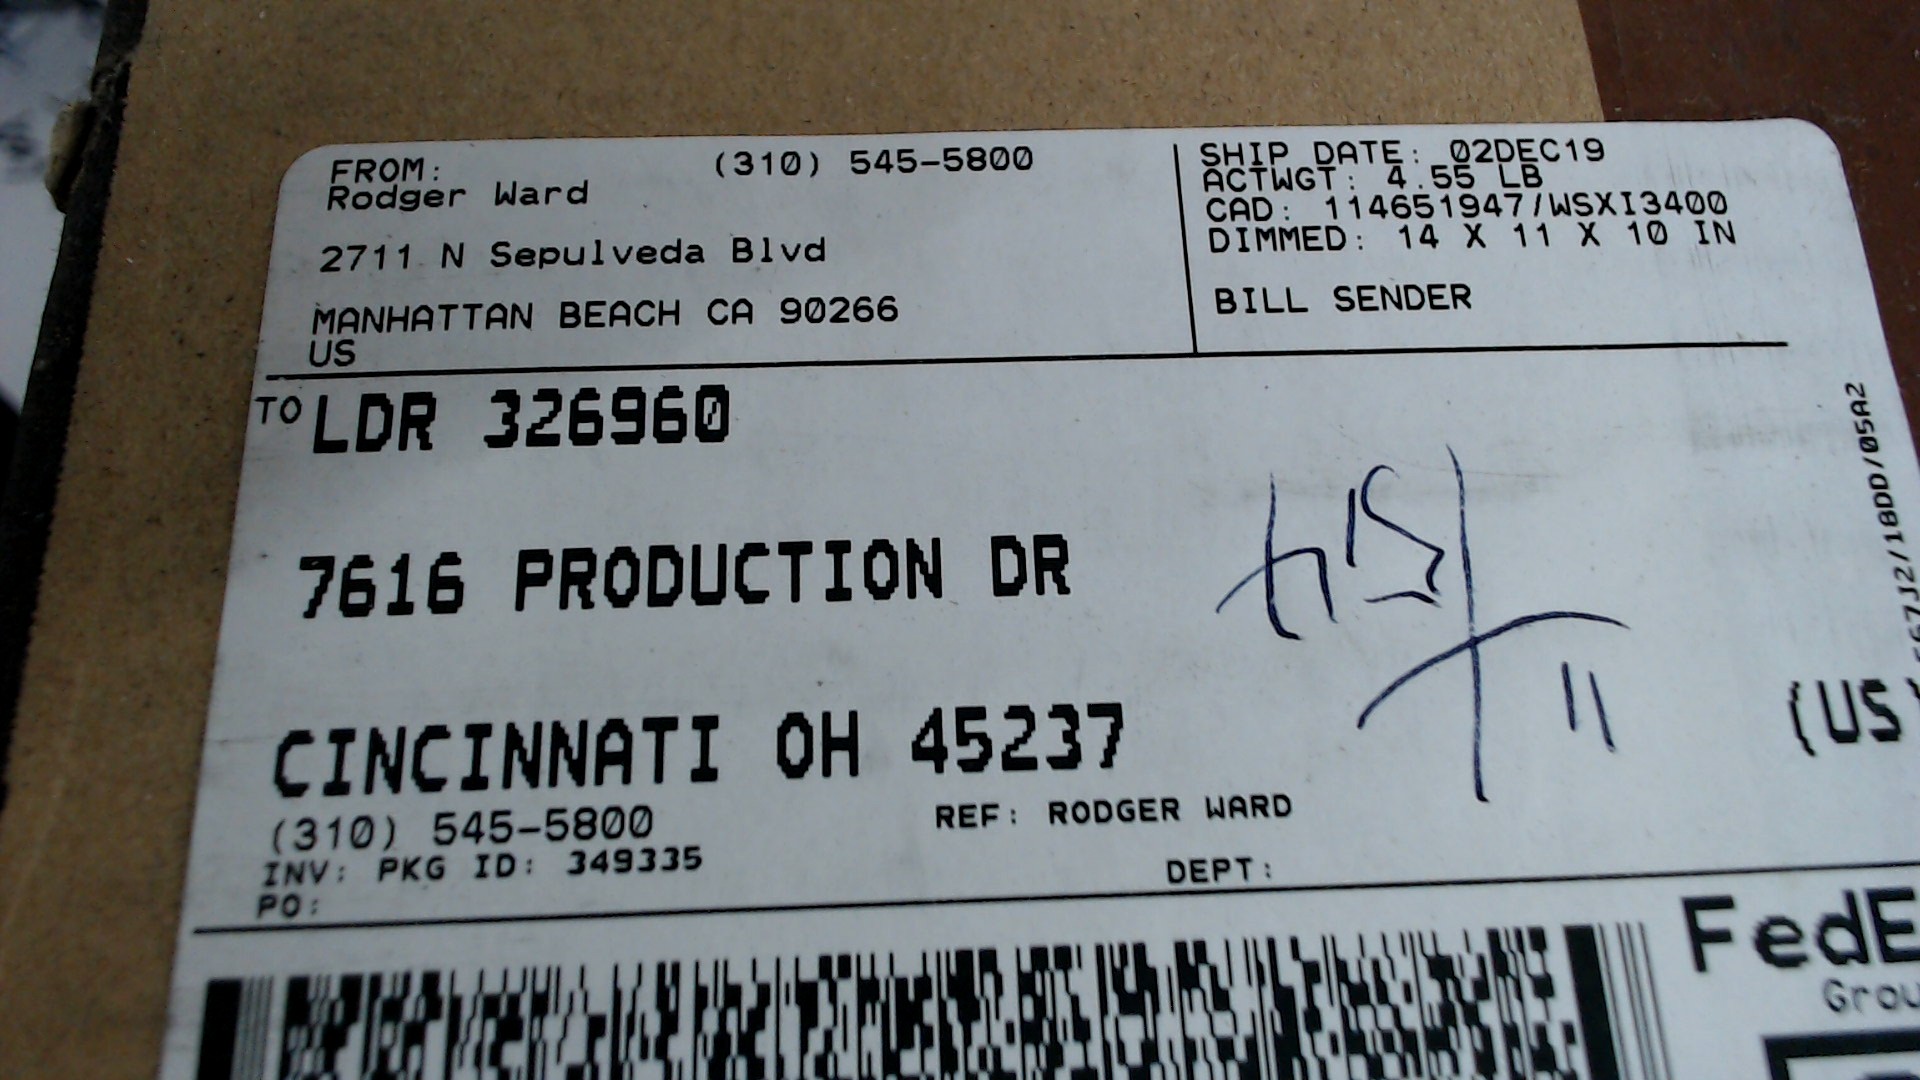 FROM: (310) 545-5800
Rodger Ward
2711 N Sepulveda Blvd
MANHATTAN BEACH CA 90266
US
SHIP DATE: 02DEC19
ACTWGT: 4.55 LB
CAD: 114651947/WSXI3400
DIMMED: 14 X 11 X 10 IN
BILL SENDER
TO LDR 326960
7616 PRODUCTION DR
CINCINNATI OH 45237
(US
(310) 545-5800
REF: RODGER WARD
INV: PKG ID: 349335
PO:
DEPT:
FedE
Grou